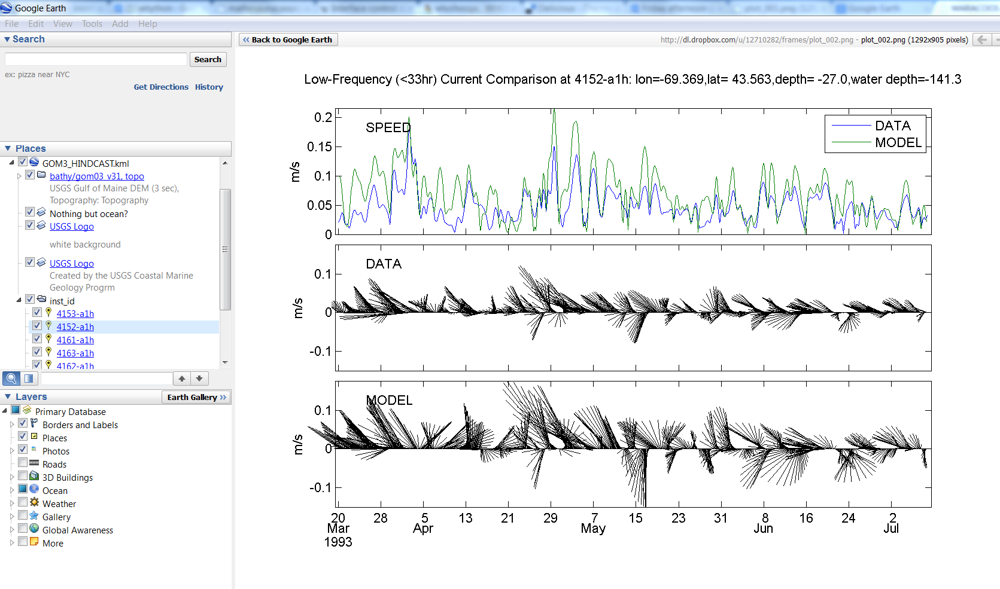 Google Earth
File Edit View Tools Add Help
Search
Search
ex: pizza near NYC
Get Directions History
Places
GOM3_HINDCAST.kml
bathy/gom03_v31, topo
USGS Gulf of Maine DEM (3 sec),
Topography: Topography
Nothing but ocean?
USGS Logo
white background
USGS Logo
Created by the USGS Coastal Marine
Geology Progrm
inst_id
4153-a1h
4152-a1h
4161-a1h
4163-a1h
4162-a1h
Layers
Earth Gallery »
Primary Database
Borders and Labels
Places
Photos
Roads
3D Buildings
Ocean
Weather
Gallery
Global Awareness
More
« Back to Google Earth
http://dl.dropbox.com/u/12710282/frames/plot_002.png - plot_002.png (1292x905 pixels)
Low-Frequency (<33hr) Current Comparison at 4152-a1h: lon=-69.369,lat= 43.563,depth= -27.0,water depth=-141.3
0.2
0.15
0.1
0.05
0
m/s
SPEED
DATA
MODEL
0.1
0
-0.1
m/s
DATA
0.1
0
-0.1
m/s
MODEL
20 28 5 13 21 29 7 15 23 31 8 16 24 2
Mar Apr May Jun Jul
1993